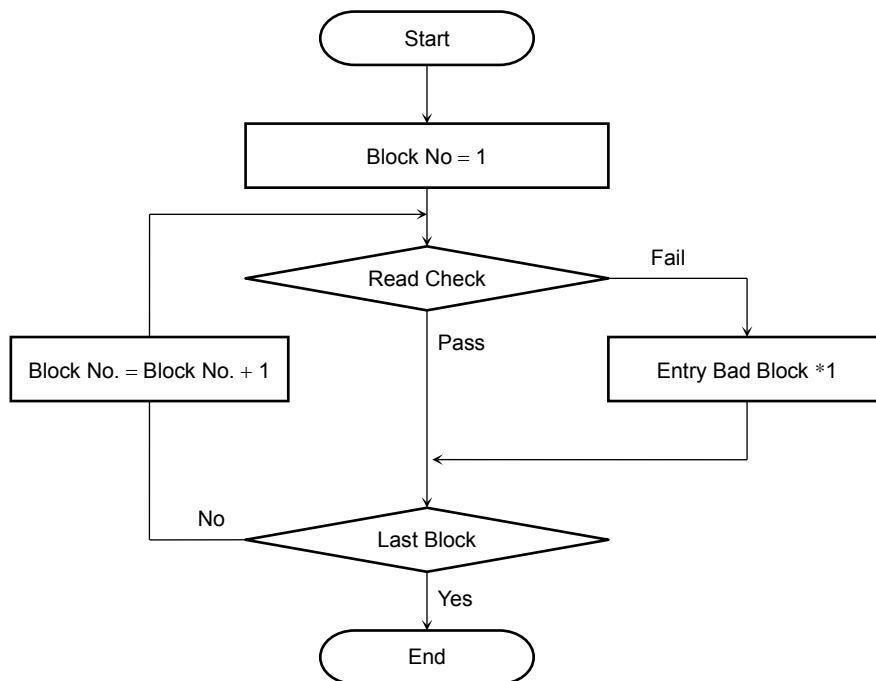 Start
Block No = 1
Read Check
Fail
Pass
Block No. = Block No. + 1
Entry Bad Block *1
No
Last Block
Yes
End